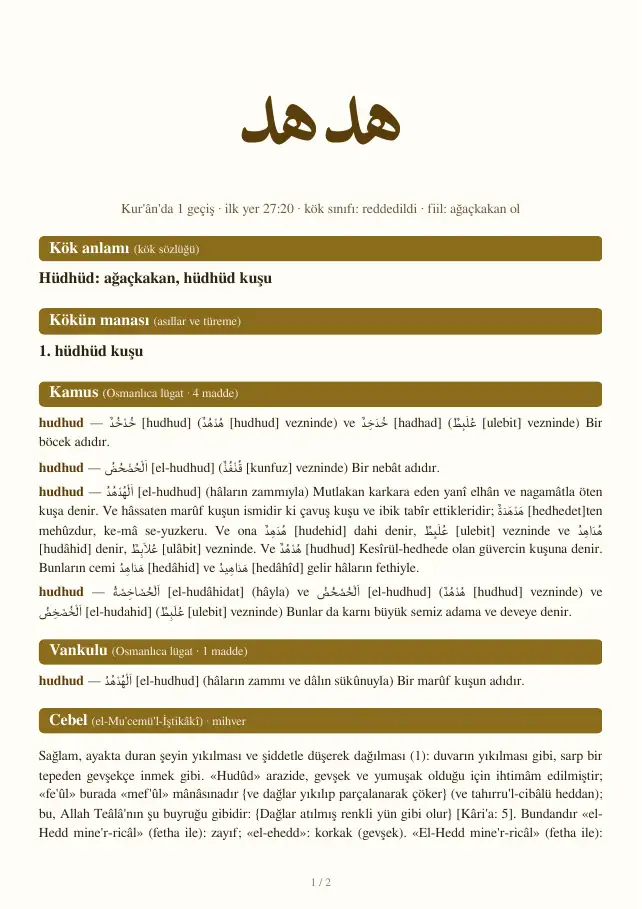 هد هد
Kur'ân'da 1 geçiş · ilk yer 27:20 · kök sınıfı: reddedildi · fiil: ağaçkakan ol
Kök anlamı (kök sözlüğü)
Hüdhüd: ağaçkakan, hüdhüd kuşu
Kökün manası (asıllar ve türeme)
1. hüdhüd kuşu
Kamus (Osmanlıca lügat · 4 madde)
hudhud — خُدْخُدٌ [hudhud] (هُدْهُدٌ [hudhud] vezninde) ve خُدَخِدٌ [hadhad] (عُلَبِطٌ [ulebit] vezninde) Bir
böcek adıdır.
hudhud — اَلْحُضْحُضُ [el-hudhud] (قُنْفُذٌ [kunfuz] vezninde) Bir nebât adıdır.
hudhud — اَلْهُدْهُدُ [el-hudhud] (hâların zammıyla) Mutlakan karkara eden yanî elhân ve nagamâtla öten
kuşa denir. Ve hâssaten marûf kuşun ismidir ki çavuş kuşu ve ibik tabîr ettikleridir; هَدْهَدَةٌ [hedhedet]ten
mehûzdur, ke-mâ se-yuzkeru. Ve ona هُدَهِدٌ [hudehid] dahi denir, عُلَبِطٌ [ulebit] vezninde ve هُدَاهِدٌ
[hudâhid] denir, عُلاَبِطٌ [ulâbit] vezninde. Ve هُدْهُدٌ [hudhud] Kesîrül-hedhede olan güvercin kuşuna denir.
Bunların cemi هَدَاهِدُ [hedâhid] ve هَدَاهِيدُ [hedâhîd] gelir hâların fethiyle.
hudhud — اَلْخُضَاخِضَةُ [el-hudâhidat] (hâyla) ve اَلْخُضْخُضُ [el-hudhud] (هُدْهُدٌ [hudhud] vezninde) ve
اَلْخُضَخِضُ [el-hudahid] (عُلَبِطٌ [ulebit] vezninde) Bunlar da karnı büyük semiz adama ve deveye denir.
Vankulu (Osmanlıca lügat · 1 madde)
hudhud — اَلْهُدْهُدُ [el-hudhud] (hâların zammı ve dâlın sükûnuyla) Bir marûf kuşun adıdır.
Cebel (el-Mu'cemü'l-İştikâkî) · mihver
Sağlam, ayakta duran şeyin yıkılması ve şiddetle düşerek dağılması (1): duvarın yıkılması gibi, sarp bir
tepeden gevşekçe inmek gibi. «Hudûd» arazide, gevşek ve yumuşak olduğu için ihtimâm edilmiştir;
«fe'ûl» burada «mef'ûl» mânâsınadır {ve dağlar yıkılıp parçalanarak çöker} (ve tahırru'l-cibâlü heddan);
bu, Allah Teâlâ'nın şu buyruğu gibidir: {Dağlar atılmış renkli yün gibi olur} [Kâri'a: 5]. Bundandır «el-
Hedd mine'r-ricâl» (fetha ile): zayıf; «el-ehedd»: korkak (gevşek). «El-Hedd mine'r-ricâl» (fetha ile):
1 / 2